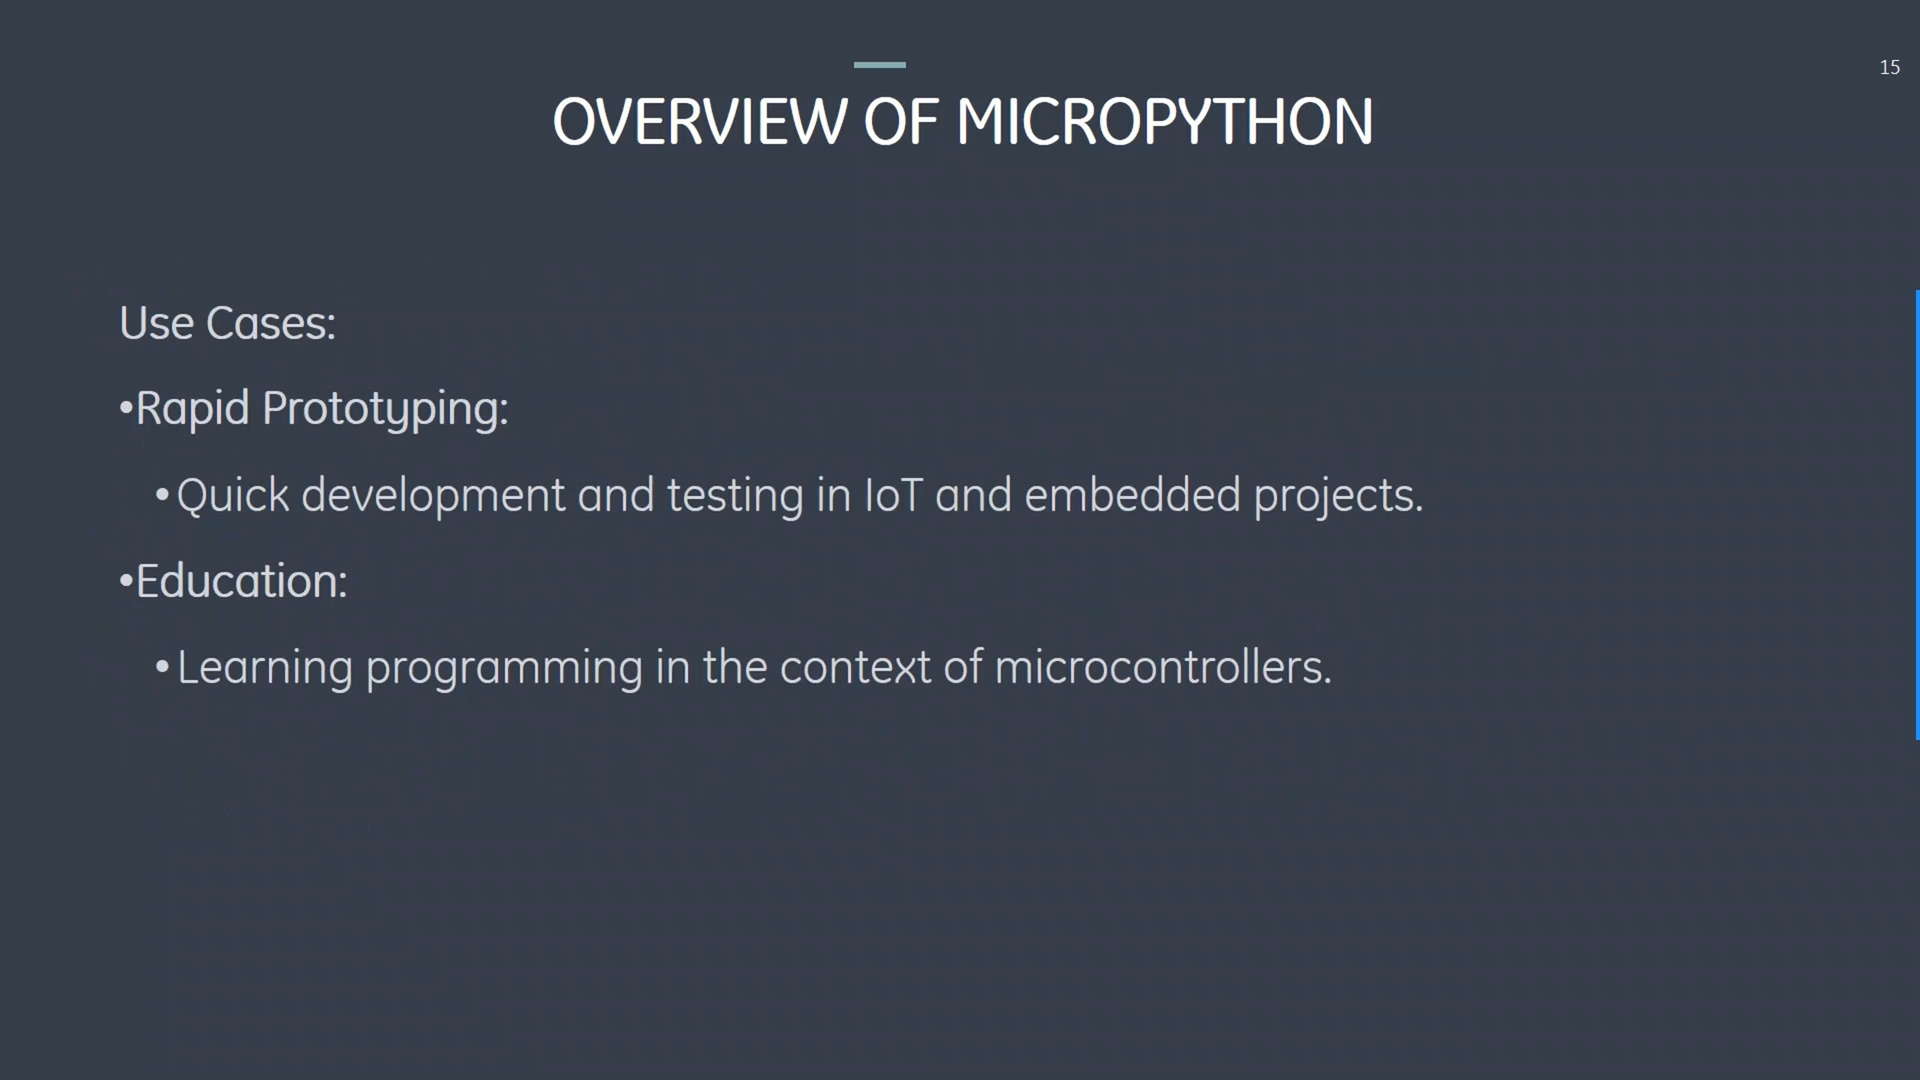 15
OVERVIEW OF MICROPYTHON
Use Cases:
•Rapid Prototyping:
•Quick development and testing in IoT and embedded projects.
•Education:
•Learning programming in the context of microcontrollers.